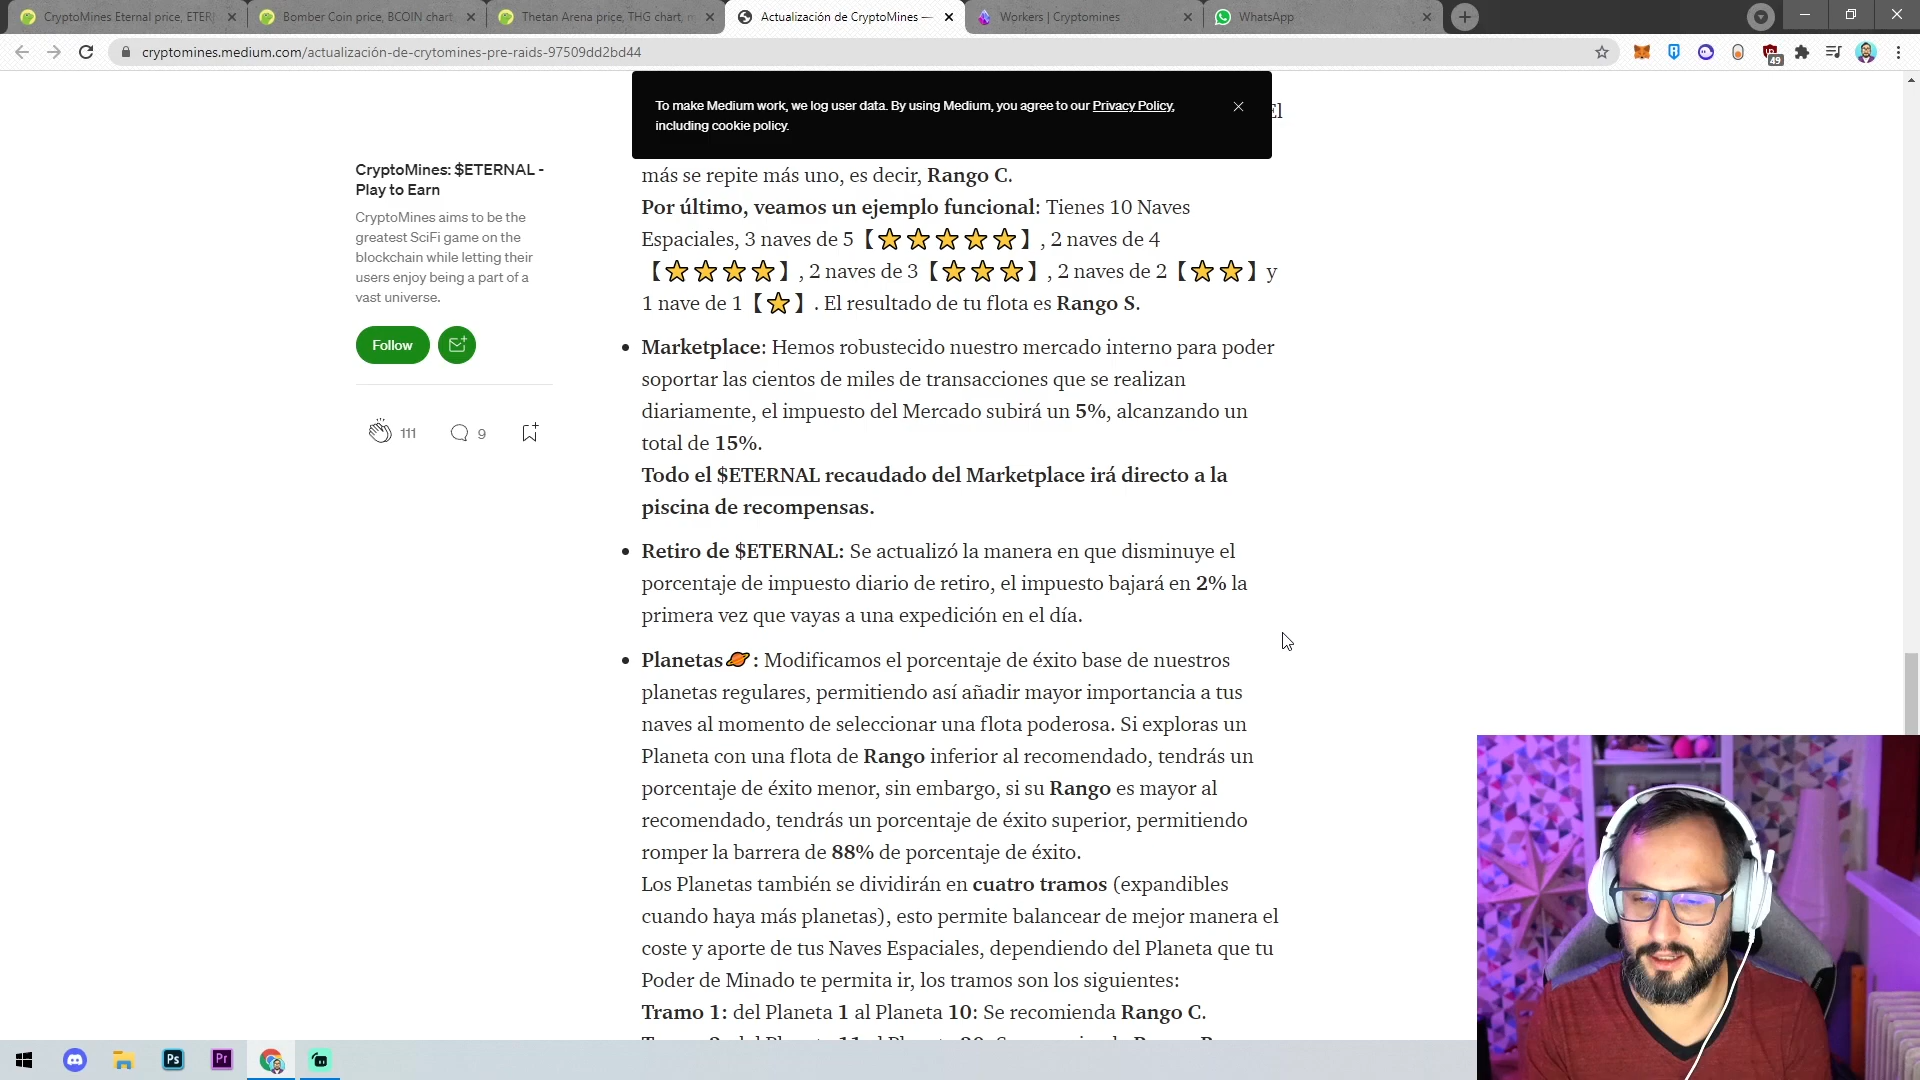 CryptoMines Eternal price, ETER
Bomber Coin price, BCOIN chart
Thetan Arena price, THG chart, m
Actualización de CryptoMines —
Workers | Cryptomines
WhatsApp
cryptomines.medium.com/actualización-de-crytomines-pre-raids-97509dd2bd44
49
To make Medium work, we log user data. By using Medium, you agree to our Privacy Policy,
including cookie policy.
El
CryptoMines: $ETERNAL -
Play to Earn
CryptoMines aims to be the
greatest SciFi game on the
blockchain while letting their
users enjoy being a part of a
vast universe.
Follow
111
9
más se repite más uno, es decir, Rango C.
Por último, veamos un ejemplo funcional: Tienes 10 Naves
Espaciales, 3 naves de 5【⭐⭐⭐⭐⭐】, 2 naves de 4
【⭐⭐⭐⭐】, 2 naves de 3【⭐⭐⭐】, 2 naves de 2【⭐⭐】y
1 nave de 1【⭐】. El resultado de tu flota es Rango S.
• Marketplace: Hemos robustecido nuestro mercado interno para poder
soportar las cientos de miles de transacciones que se realizan
diariamente, el impuesto del Mercado subirá un 5%, alcanzando un
total de 15%.
Todo el $ETERNAL recaudado del Marketplace irá directo a la
piscina de recompensas.
• Retiro de $ETERNAL: Se actualizó la manera en que disminuye el
porcentaje de impuesto diario de retiro, el impuesto bajará en 2% la
primera vez que vayas a una expedición en el día.
• Planetas🪐: Modificamos el porcentaje de éxito base de nuestros
planetas regulares, permitiendo así añadir mayor importancia a tus
naves al momento de seleccionar una flota poderosa. Si exploras un
Planeta con una flota de Rango inferior al recomendado, tendrás un
porcentaje de éxito menor, sin embargo, si su Rango es mayor al
recomendado, tendrás un porcentaje de éxito superior, permitiendo
romper la barrera de 88% de porcentaje de éxito.
Los Planetas también se dividirán en cuatro tramos (expandibles
cuando haya más planetas), esto permite balancear de mejor manera el
coste y aporte de tus Naves Espaciales, dependiendo del Planeta que tu
Poder de Minado te permita ir, los tramos son los siguientes:
Tramo 1: del Planeta 1 al Planeta 10: Se recomienda Rango C.
Ps
Pr